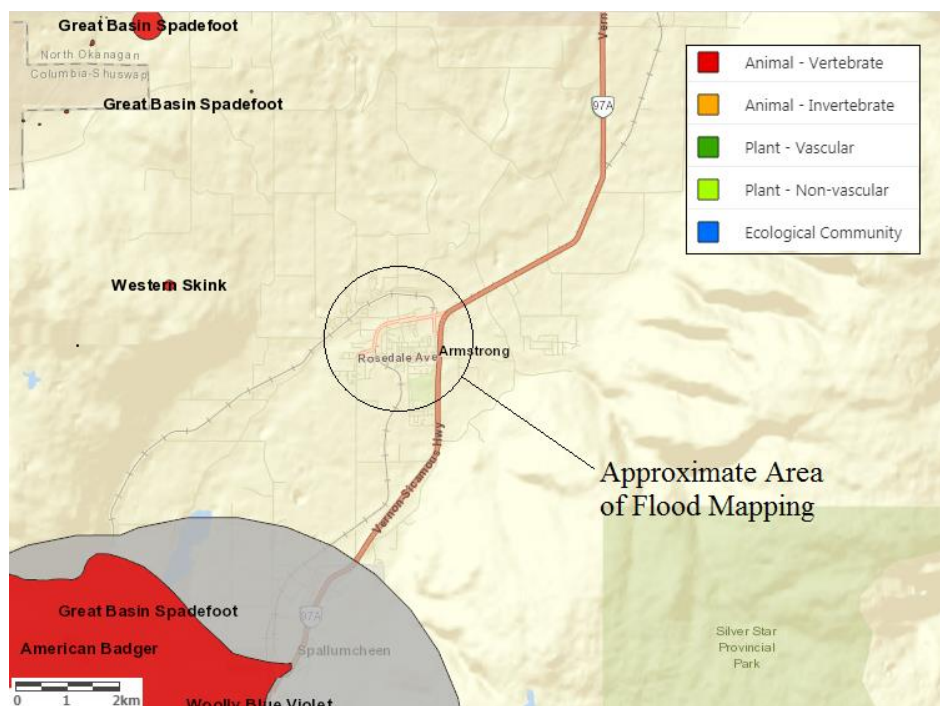 Great Basin Spadefoot
North Okanagan
Columbia-Shuswap
Great Basin Spadefoot
97A
Animal - Vertebrate
Animal - Invertebrate
Plant - Vascular
Plant - Non-vascular
Ecological Community
Western Skink
Rosedale Ave
Armstrong
Approximate Area
of Flood Mapping
Vernon-Sicamous Hwy
Great Basin Spadefoot
97A
American Badger
Spallumcheen
Silver Star
Provincial
Park
Woolly Blue Violet
0 1 2km